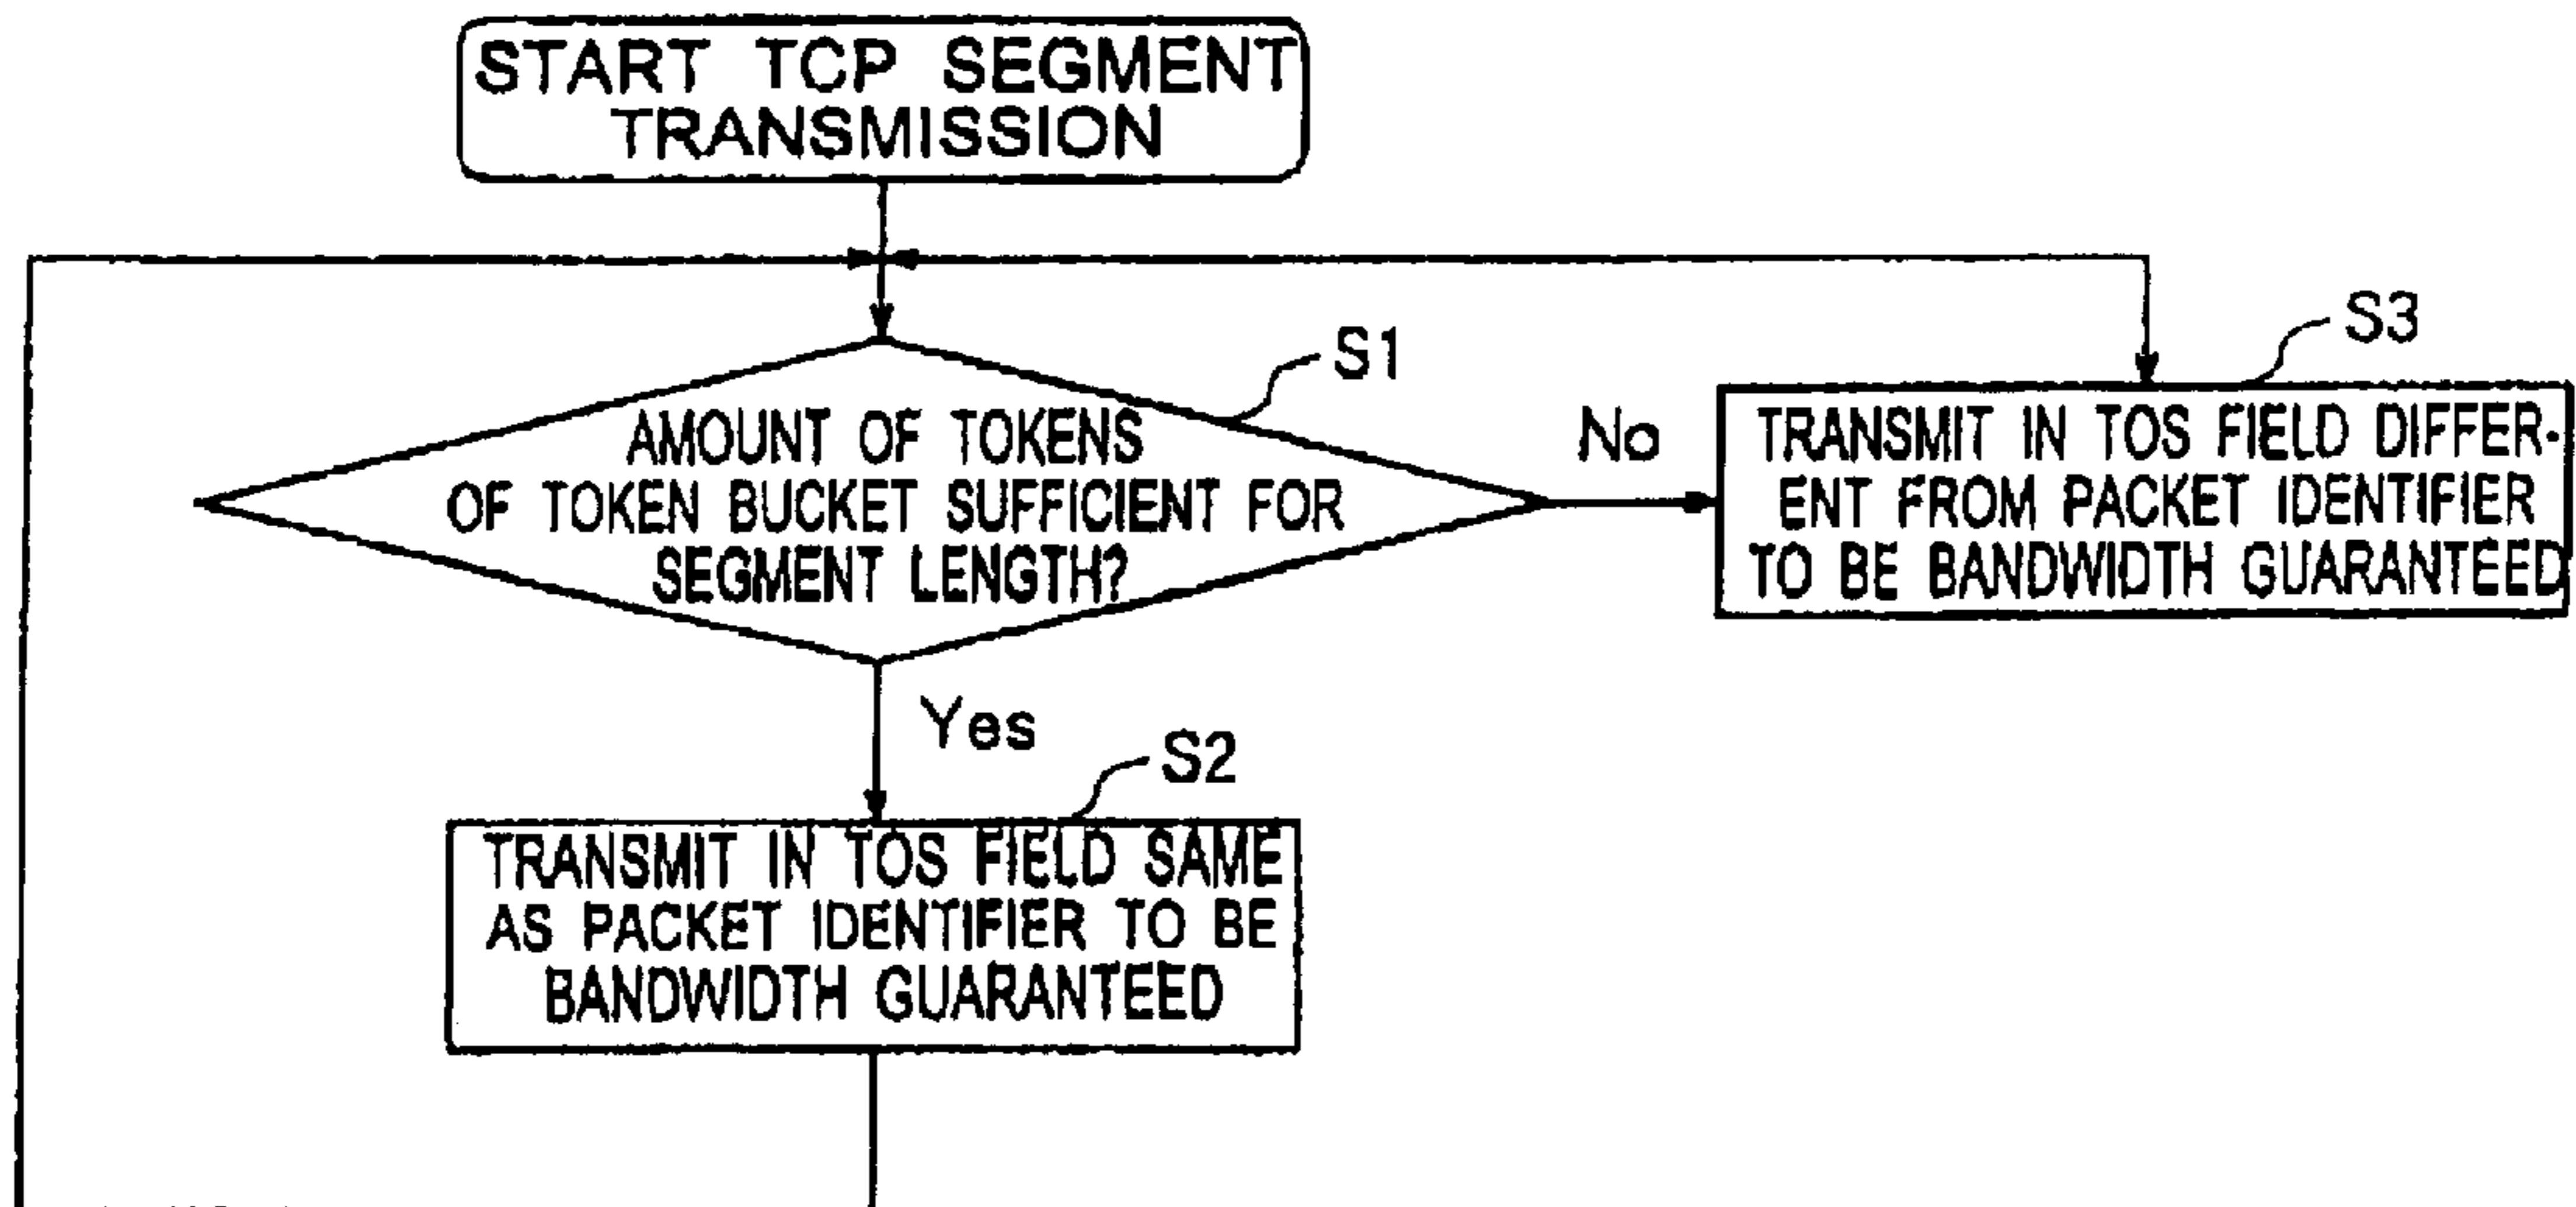 START TCP SEGMENT
TRANSMISSION
S1
S3
AMOUNT OF TOKENS
OF TOKEN BUCKET SUFFICIENT FOR
SEGMENT LENGTH?
No
TRANSMIT IN TOS FIELD DIFFER-
ENT FROM PACKET IDENTIFIER
TO BE BANDWIDTH GUARANTEED
Yes
S2
TRANSMIT IN TOS FIELD SAME
AS PACKET IDENTIFIER TO BE
BANDWIDTH GUARANTEED